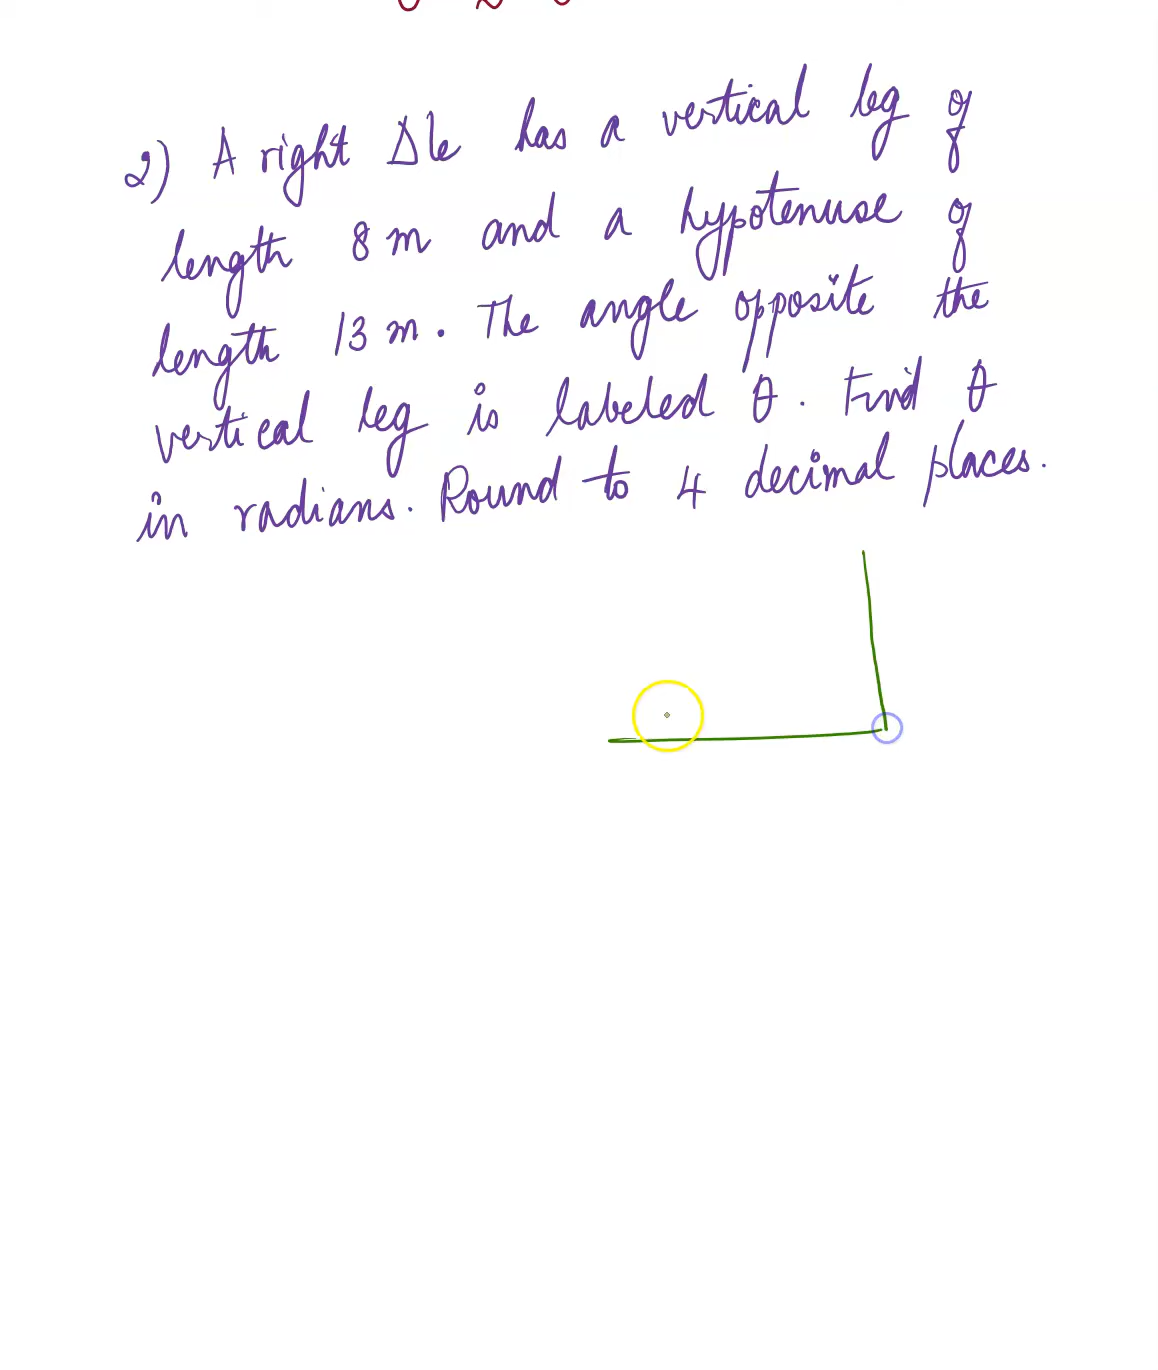 2) A right Δle has a vertical leg of
length 8 m and a hypotenuse of
length 13 m. The angle opposite the
vertical leg is labeled θ. Find θ
in radians. Round to 4 decimal places.